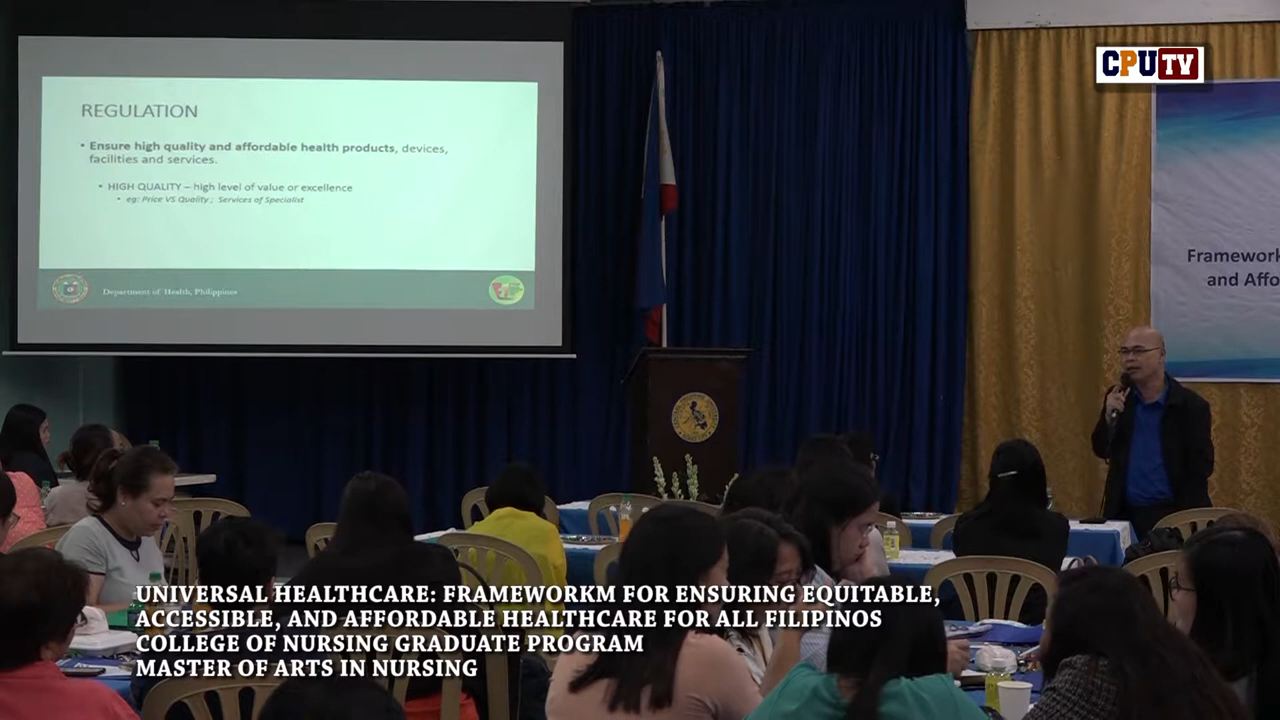 REGULATION
• Ensure high quality and affordable health products, devices,
facilities and services.
• HIGH QUALITY – high level of value or excellence
• eg: Price VS Quality ; Services of Specialist
Department of Health, Philippines
CPUTV
Framework
and Affo
UNIVERSAL HEALTHCARE: FRAMEWORKM FOR ENSURING EQUITABLE,
ACCESSIBLE, AND AFFORDABLE HEALTHCARE FOR ALL FILIPINOS
COLLEGE OF NURSING GRADUATE PROGRAM
MASTER OF ARTS IN NURSING